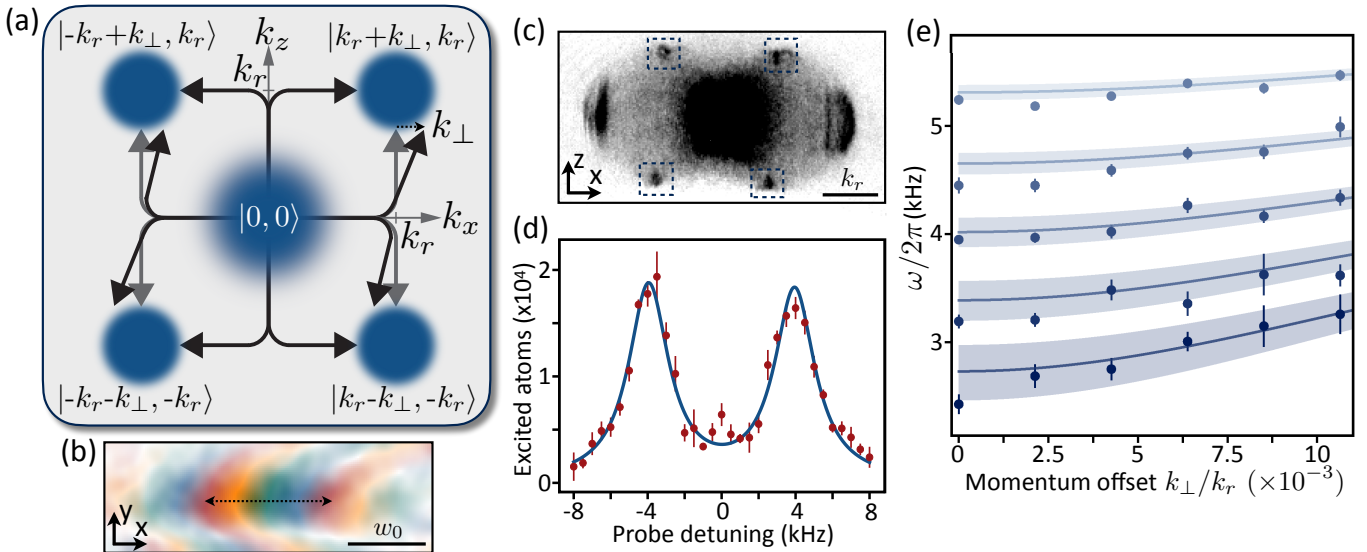 (a)
|-k_r+k_⊥, k_r⟩
|k_r+k_⊥, k_r⟩
k_z
k_r
k_⊥
|0,0⟩
k_x
k_r
|-k_r-k_⊥, -k_r⟩
|k_r-k_⊥, -k_r⟩
(b)
y
x
w_0
(c)
z
x
k_r
(d)
Excited atoms (x10⁴)
2
1
0
-8 -4 0 4 8
Probe detuning (kHz)
(e)
ω/2π (kHz)
5
4
3
0 2.5 5 7.5 10
Momentum offset k_⊥/k_r (×10⁻³)